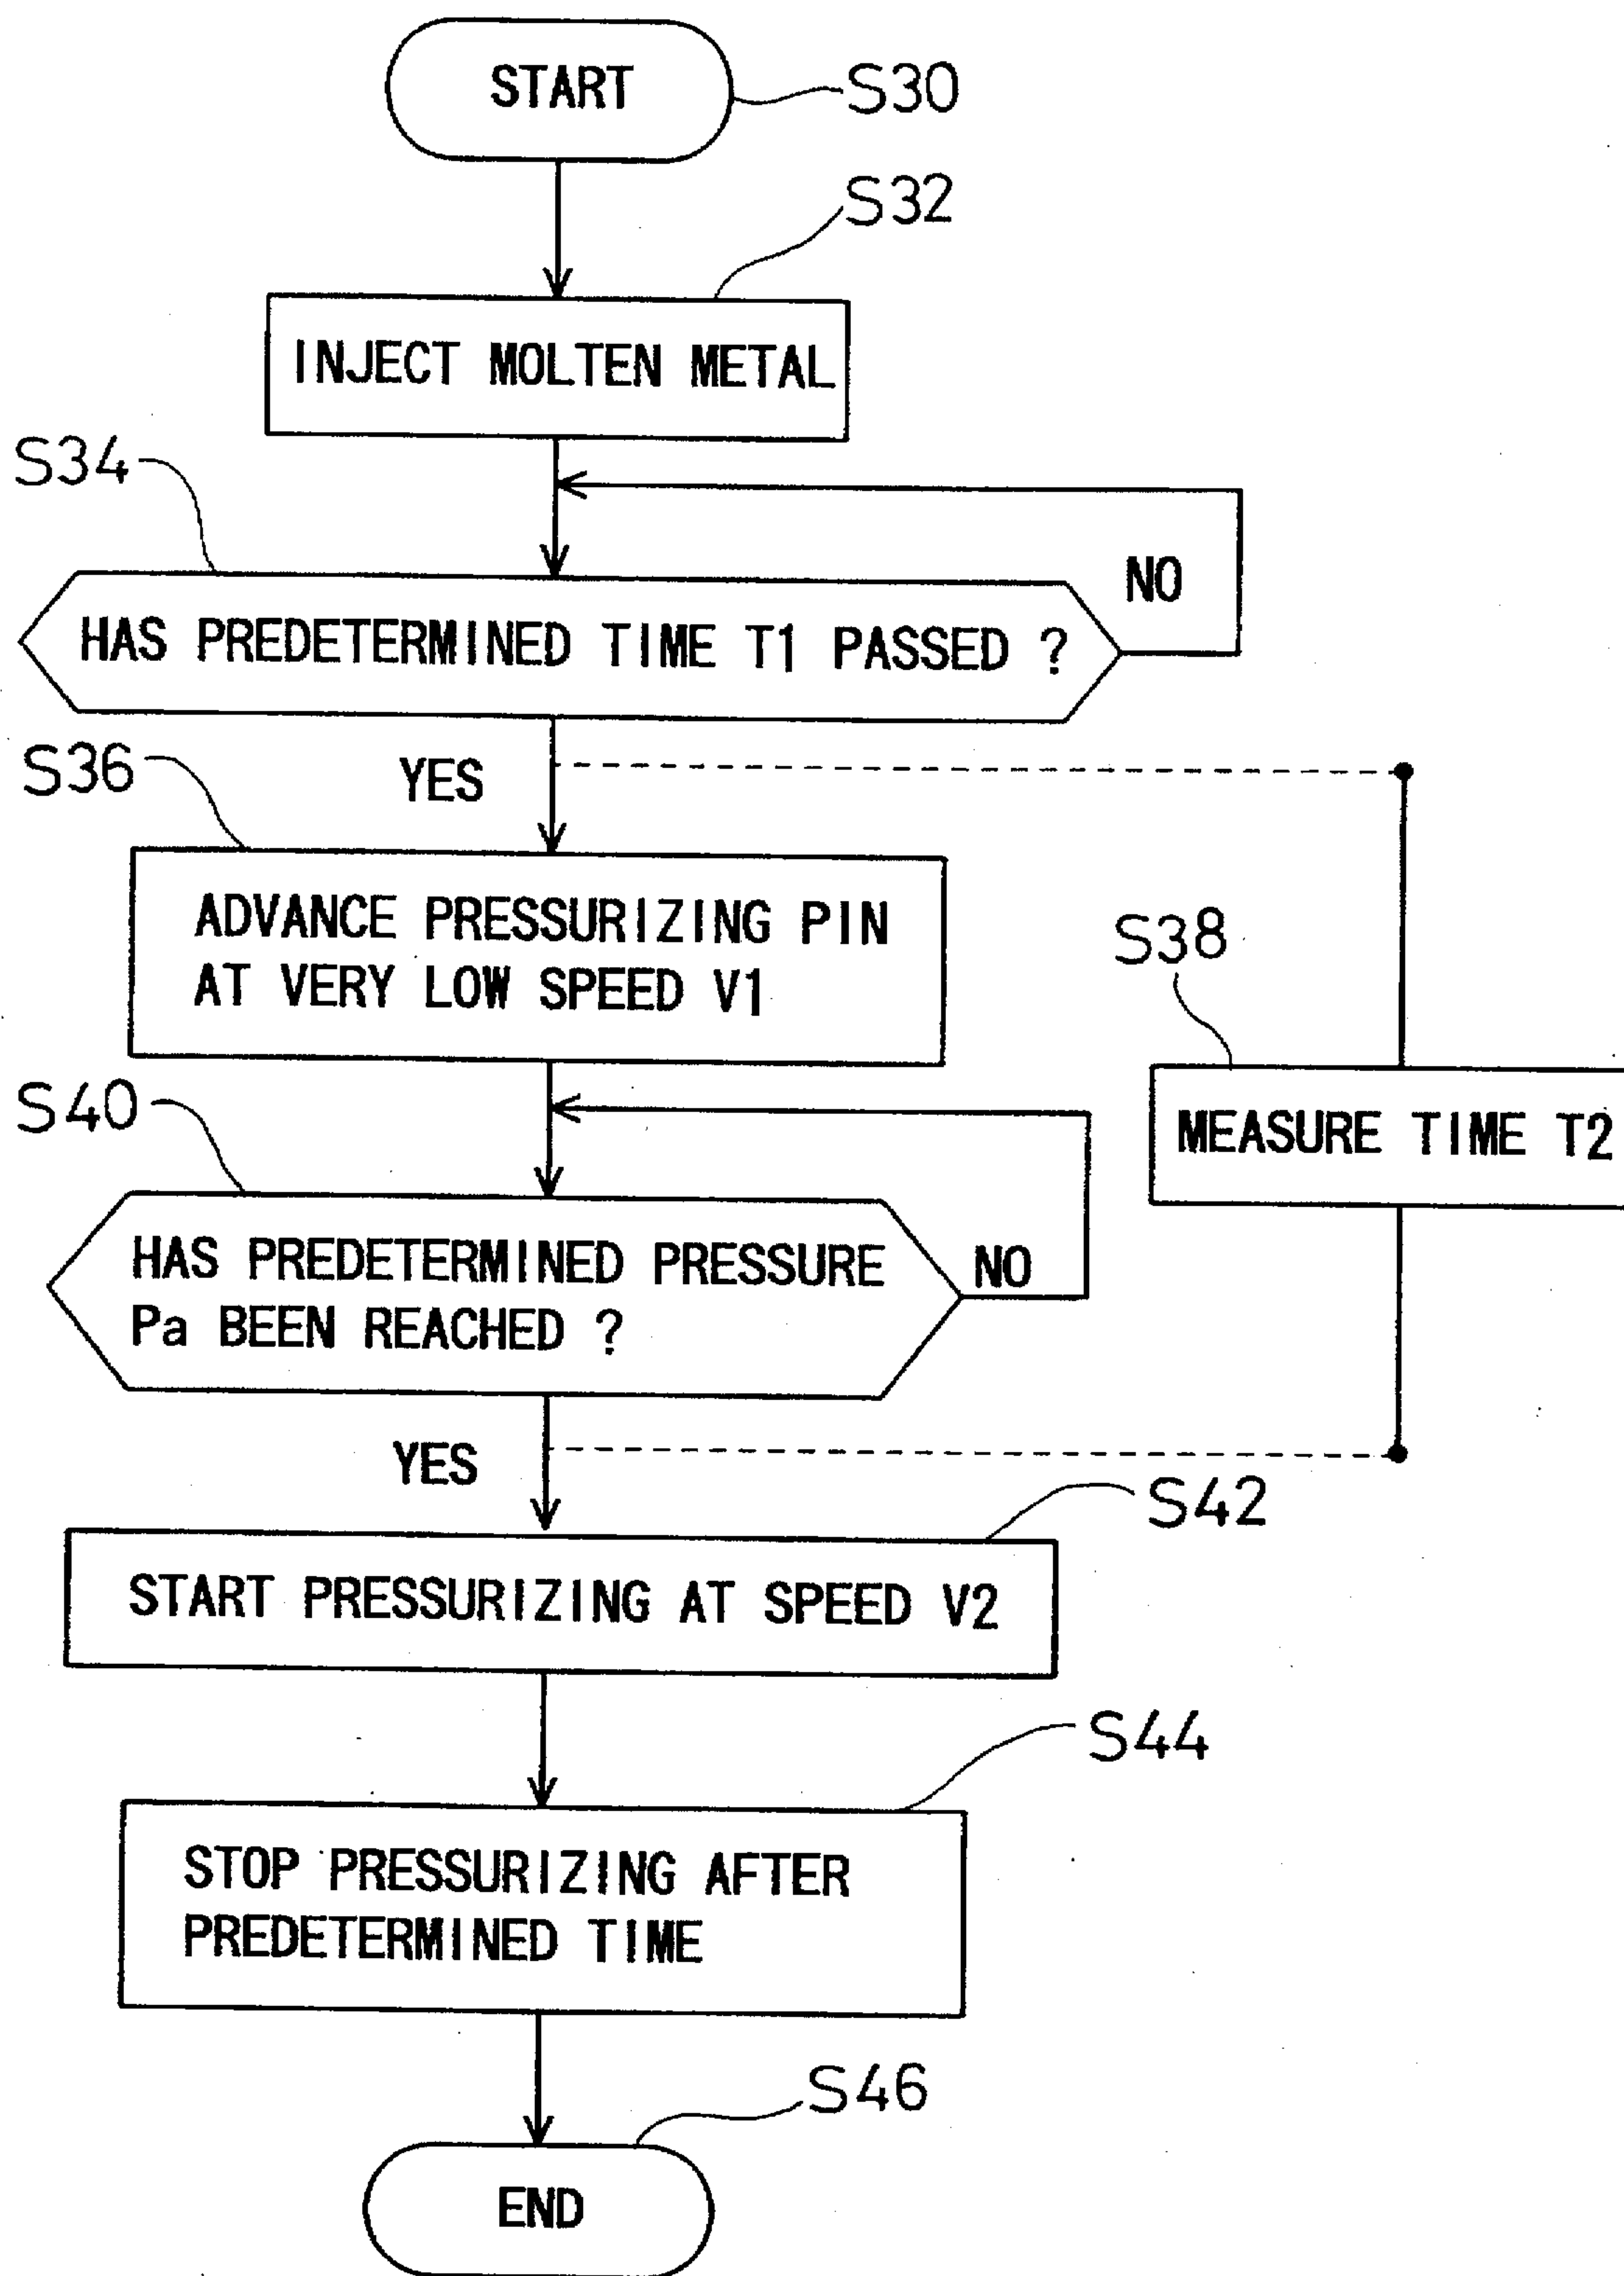 START
S30
S32
INJECT MOLTEN METAL
S34
NO
HAS PREDETERMINED TIME T1 PASSED ?
S36
YES
ADVANCE PRESSURIZING PIN
AT VERY LOW SPEED V1
S38
MEASURE TIME T2
S40
HAS PREDETERMINED PRESSURE
Pa BEEN REACHED ?
NO
YES
S42
START PRESSURIZING AT SPEED V2
S44
STOP PRESSURIZING AFTER
PREDETERMINED TIME
S46
END